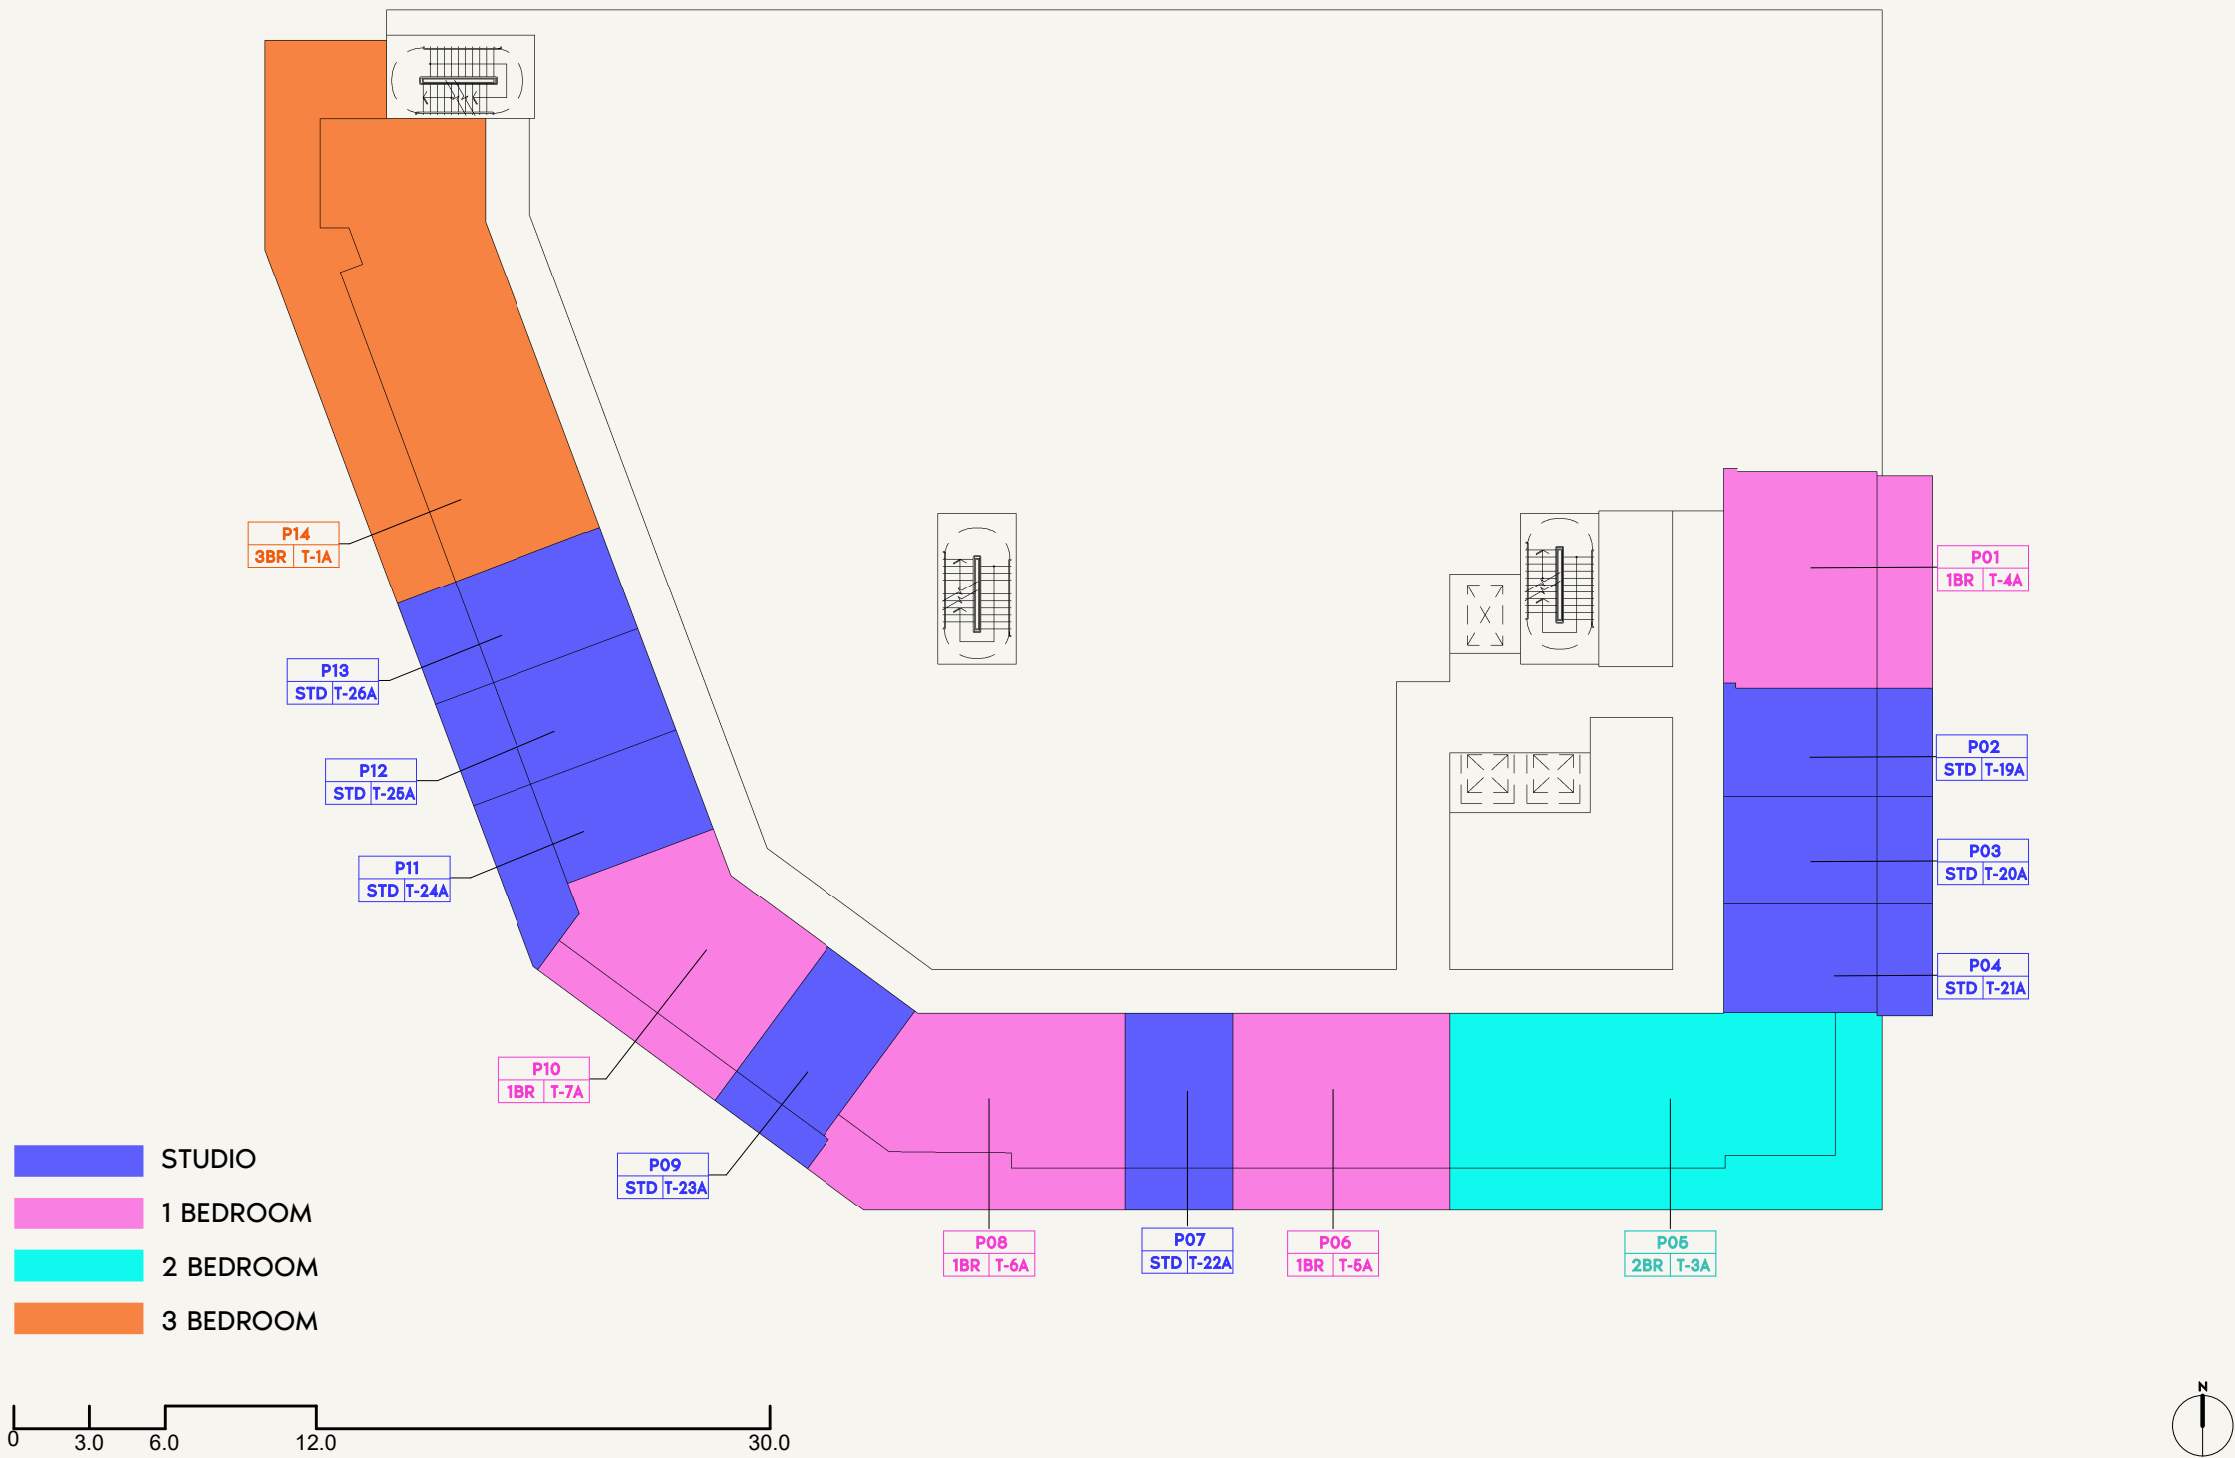 P14
3BR T-1A
P01
1BR T-4A
P13
STD T-26A
P02
STD T-19A
P12
STD T-25A
P03
STD T-20A
P11
STD T-24A
P04
STD T-21A
P10
1BR T-7A
P09
STD T-23A
P08
1BR T-6A
P07
STD T-22A
P06
1BR T-5A
P05
2BR T-3A
STUDIO
1 BEDROOM
2 BEDROOM
3 BEDROOM
0 3.0 6.0 12.0 30.0
N